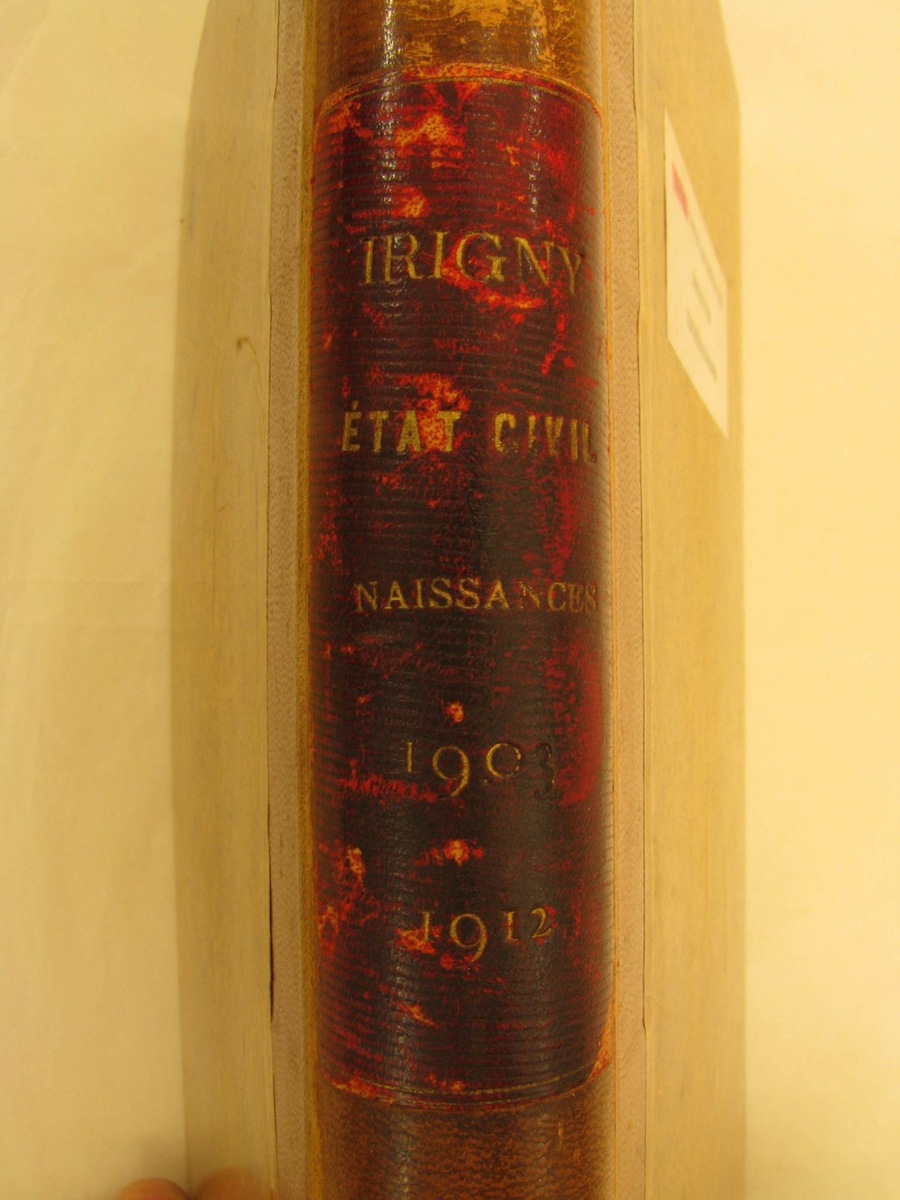 IRIGNY
ÉTAT CIVIL
NAISSANCES
1903
1912